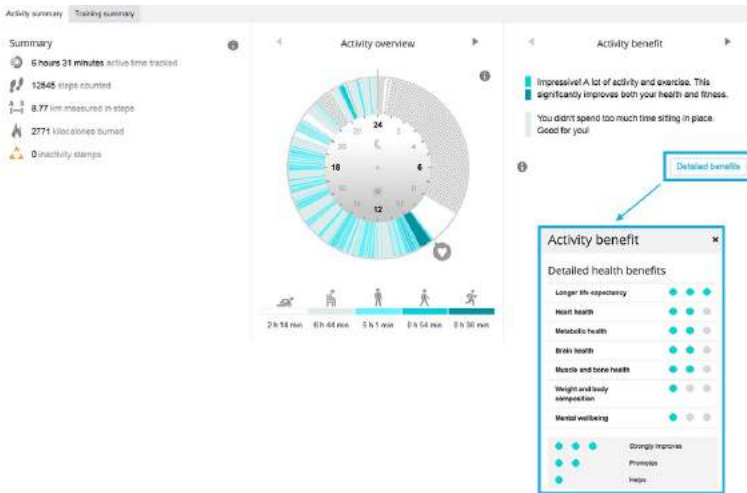 Activity summary
Training summary
Summary
6 hours 31 minutes active time tracked
12845 steps counted
8.77 km measured in steps
2771 kilocalories burned
0 inactivity stamps
Activity overview
24
18
6
12
2 h 14 min
6 h 44 min
5 h 1 min
0 h 54 min
0 h 36 min
Activity benefit
Impressive! A lot of activity and exercise. This
significantly improves both your health and fitness.
You didn't spend too much time sitting in place.
Good for you!
Detailed benefits
Activity benefit
Detailed health benefits
Longer life expectancy
Heart health
Metabolic health
Brain health
Muscle and bone health
Weight and body
composition
Mental wellbeing
Strongly improves
Promotes
Helps